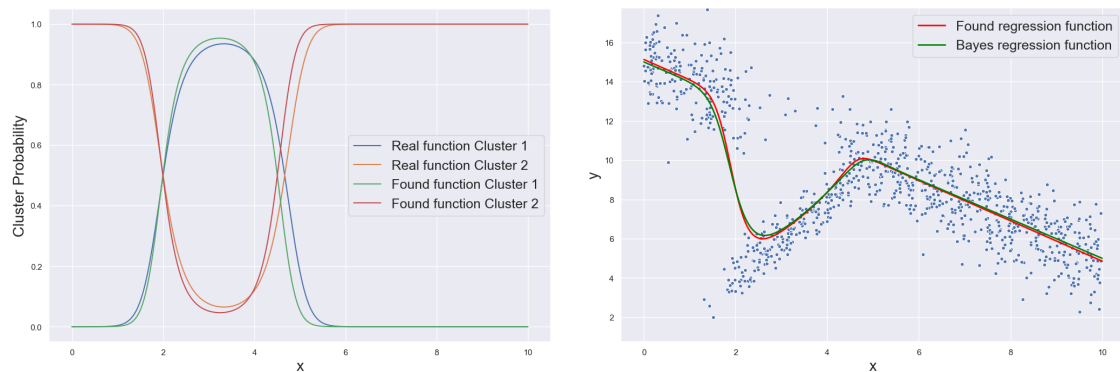 Cluster Probability
1.0
0.8
0.6
0.4
0.2
0.0
0
2
4
6
8
10
x
Real function Cluster 1
Real function Cluster 2
Found function Cluster 1
Found function Cluster 2
y
16
14
12
10
8
6
4
2
0
2
4
6
8
10
x
Found regression function
Bayes regression function